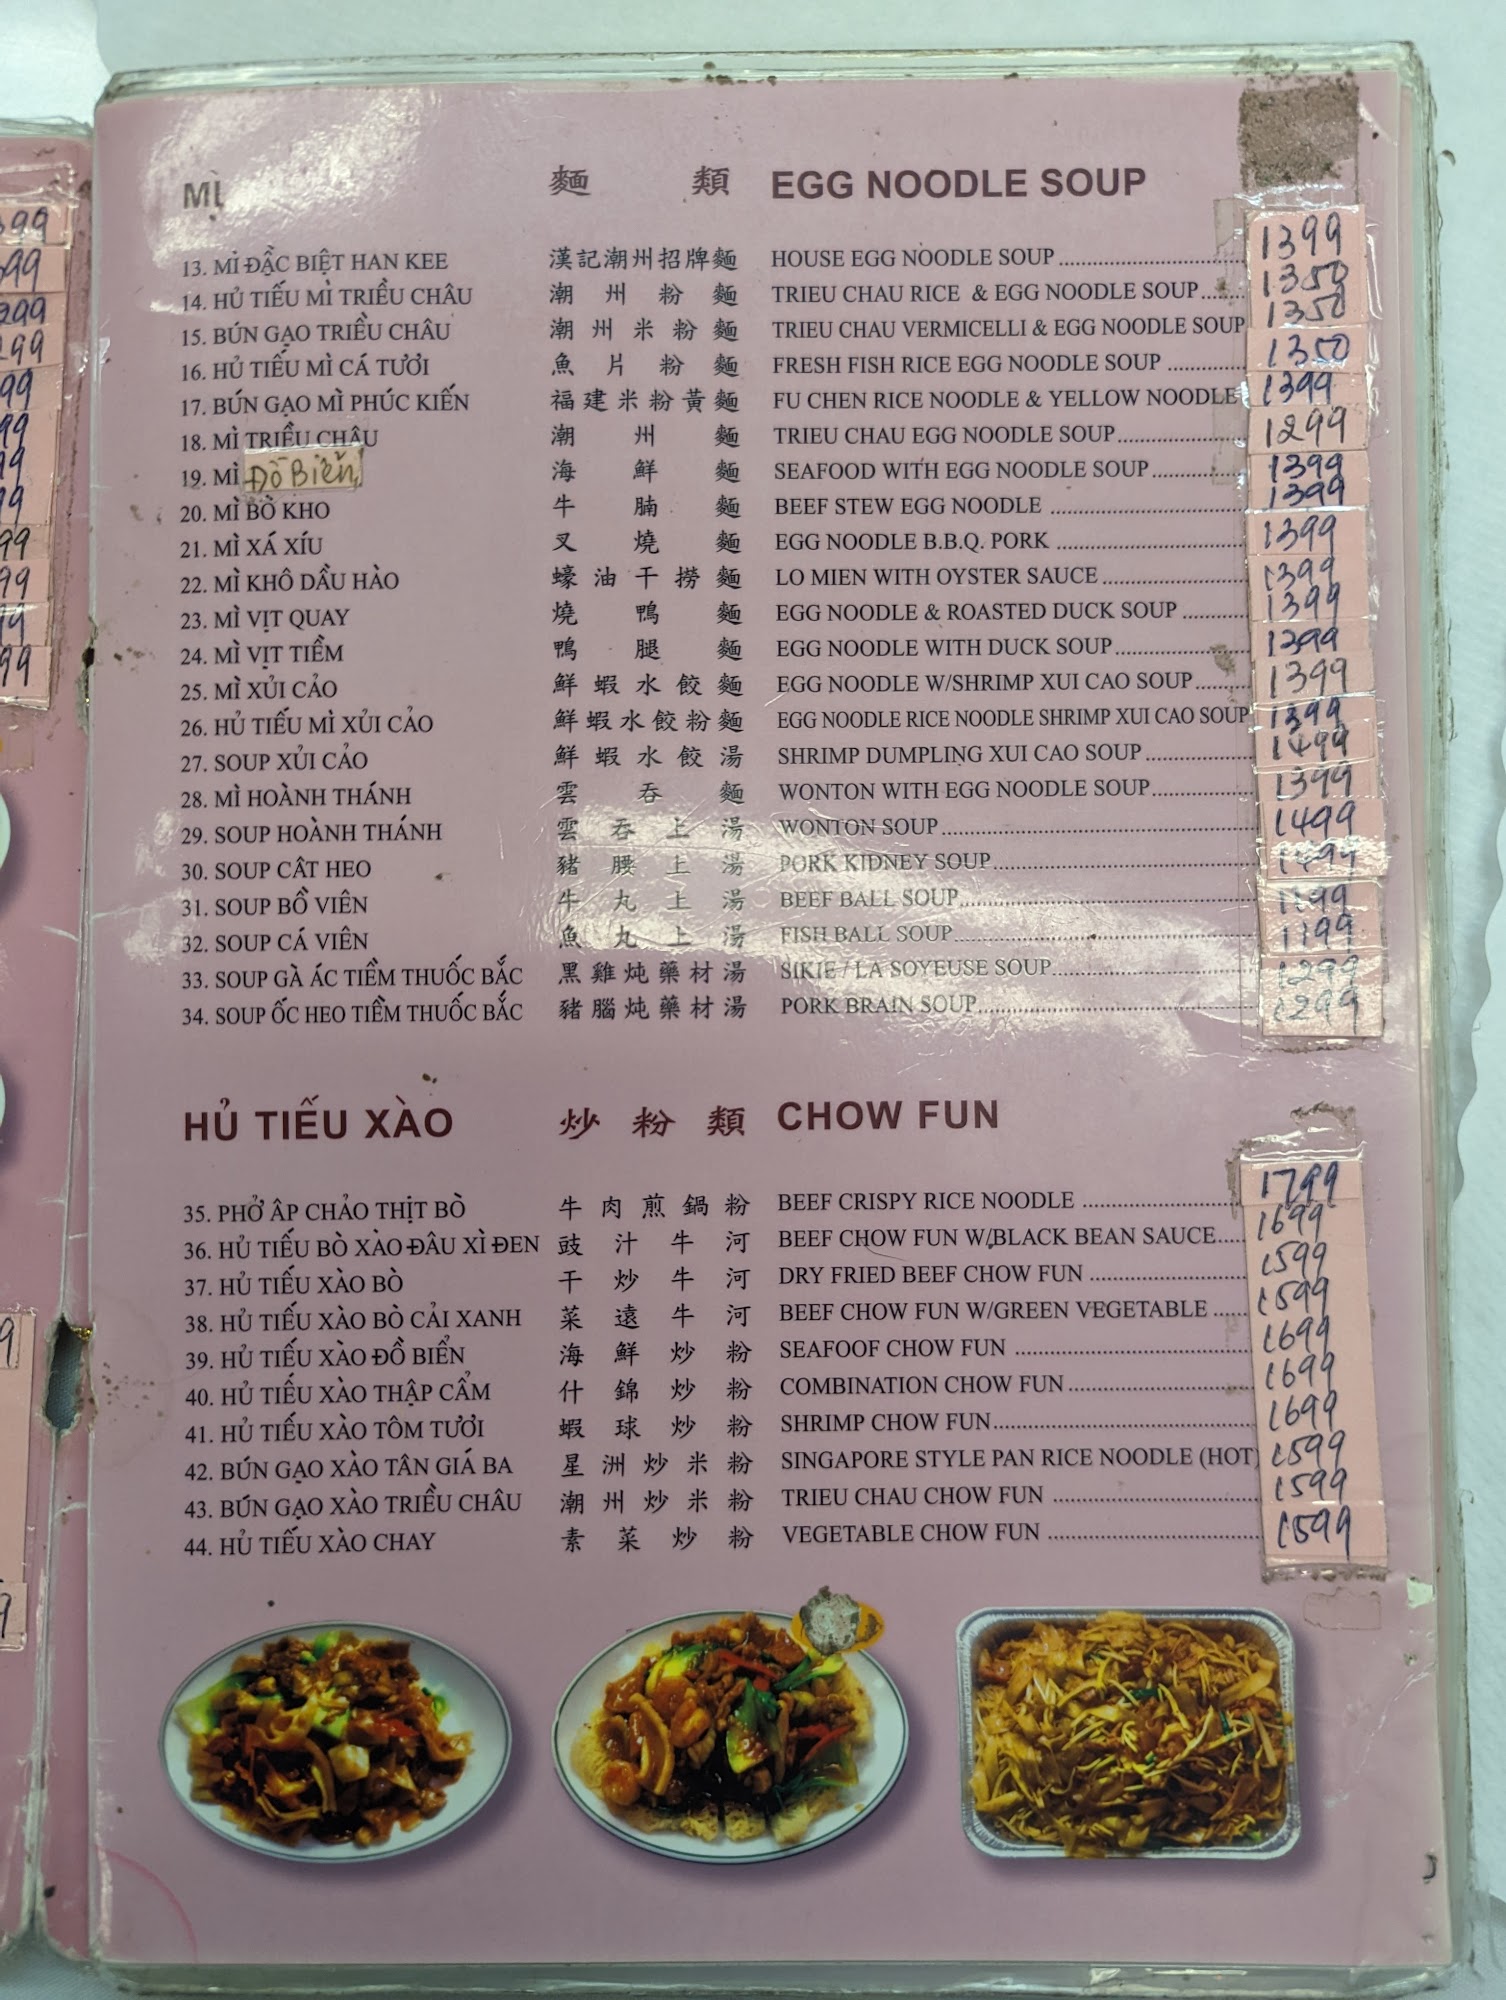 MÌ 麵 類 EGG NOODLE SOUP
13. MÌ ĐẶC BIỆT HAN KEE 漢記潮州招牌麵 HOUSE EGG NOODLE SOUP 1399
14. HỦ TIẾU MÌ TRIỀU CHÂU 潮州粉麵 TRIEU CHAU RICE & EGG NOODLE SOUP 1350
15. BÚN GẠO TRIỀU CHÂU 潮州米粉麵 TRIEU CHAU VERMICELLI & EGG NOODLE SOUP 1350
16. HỦ TIẾU MÌ CÁ TƯƠI 魚片粉麵 FRESH FISH RICE EGG NOODLE SOUP 1350
17. BÚN GẠO MÌ PHÚC KIẾN 福建米粉黃麵 FU CHEN RICE NOODLE & YELLOW NOODLE 1399
18. MÌ TRIỀU CHÂU 潮州麵 TRIEU CHAU EGG NOODLE SOUP 1299
19. MÌ Đồ Biển 海鮮麵 SEAFOOD WITH EGG NOODLE SOUP 1399
20. MÌ BÒ KHO 牛腩麵 BEEF STEW EGG NOODLE 1399
21. MÌ XÁ XÍU 叉燒麵 EGG NOODLE B.B.Q. PORK 1399
22. MÌ KHÔ DẦU HÀO 蠔油干撈麵 LO MIEN WITH OYSTER SAUCE 1399
23. MÌ VỊT QUAY 燒鴨麵 EGG NOODLE & ROASTED DUCK SOUP 1399
24. MÌ VỊT TIỀM 鴨腿麵 EGG NOODLE WITH DUCK SOUP
25. MÌ XỦI CẢO 鮮蝦水餃麵 EGG NOODLE W/SHRIMP XUI CAO SOUP 1399
26. HỦ TIẾU MÌ XỦI CẢO 鮮蝦水餃粉麵 EGG NOODLE RICE NOODLE SHRIMP XUI CAO SOUP 1399
27. SOUP XỦI CẢO 鮮蝦水餃湯 SHRIMP DUMPLING XUI CAO SOUP 1499
28. MÌ HOÀNH THÁNH 雲吞麵 WONTON WITH EGG NOODLE SOUP 1399
29. SOUP HOÀNH THÁNH 雲吞上湯 WONTON SOUP 1499
30. SOUP CÂT HEO 豬腰上湯 PORK KIDNEY SOUP 1499
31. SOUP BỒ VIÊN 牛丸上湯 BEEF BALL SOUP 1199
32. SOUP CÁ VIÊN 魚丸上湯 FISH BALL SOUP 1199
33. SOUP GÀ ÁC TIỀM THUỐC BẮC 黑雞炖藥材湯 SIKIE / LA SOYEUSE SOUP 1299
34. SOUP ỐC HEO TIỀM THUỐC BẮC 豬腦炖藥材湯 PORK BRAIN SOUP 1299
HỦ TIẾU XÀO 炒粉類 CHOW FUN
35. PHỞ ÂP CHẢO THỊT BÒ 牛肉煎鍋粉 BEEF CRISPY RICE NOODLE 1799
36. HỦ TIẾU BÒ XÀO ĐÂU XÌ ĐEN 豉汁牛河 BEEF CHOW FUN W/BLACK BEAN SAUCE 1699
37. HỦ TIẾU XÀO BÒ 干炒牛河 DRY FRIED BEEF CHOW FUN 1599
38. HỦ TIẾU XÀO BÒ CẢI XANH 菜遠牛河 BEEF CHOW FUN W/GREEN VEGETABLE 1599
39. HỦ TIẾU XÀO ĐỒ BIỂN 海鮮炒粉 SEAFOOF CHOW FUN 1699
40. HỦ TIẾU XÀO THẬP CẨM 什錦炒粉 COMBINATION CHOW FUN 1699
41. HỦ TIẾU XÀO TÔM TƯƠI 蝦球炒粉 SHRIMP CHOW FUN 1699
42. BÚN GẠO XÀO TÂN GIÁ BA 星洲炒米粉 SINGAPORE STYLE PAN RICE NOODLE (HOT) 1599
43. BÚN GẠO XÀO TRIỀU CHÂU 潮州炒米粉 TRIEU CHAU CHOW FUN 1599
44. HỦ TIẾU XÀO CHAY 素菜炒粉 VEGETABLE CHOW FUN 1599